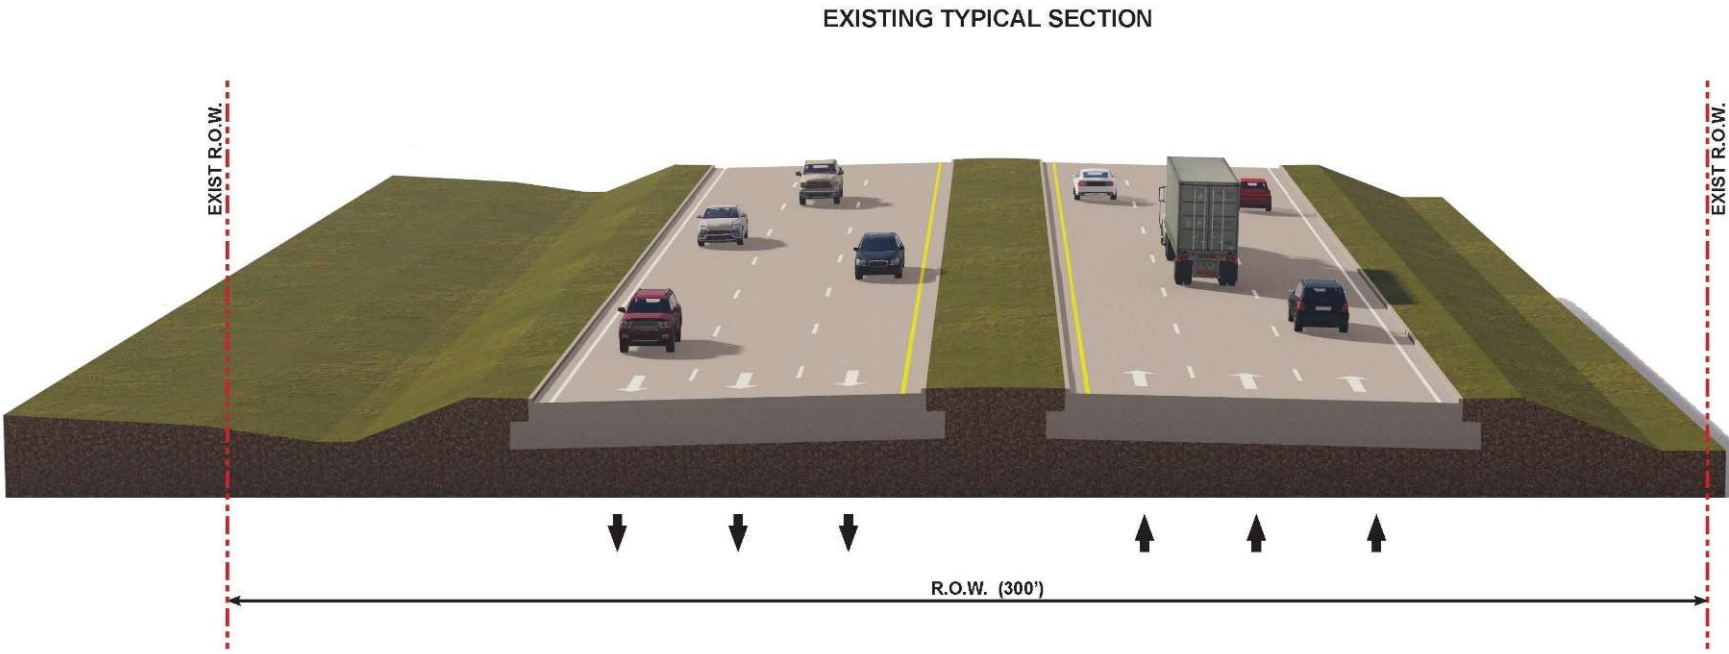 EXISTING TYPICAL SECTION
EXIST R.O.W.
EXIST R.O.W.
R.O.W. (300')